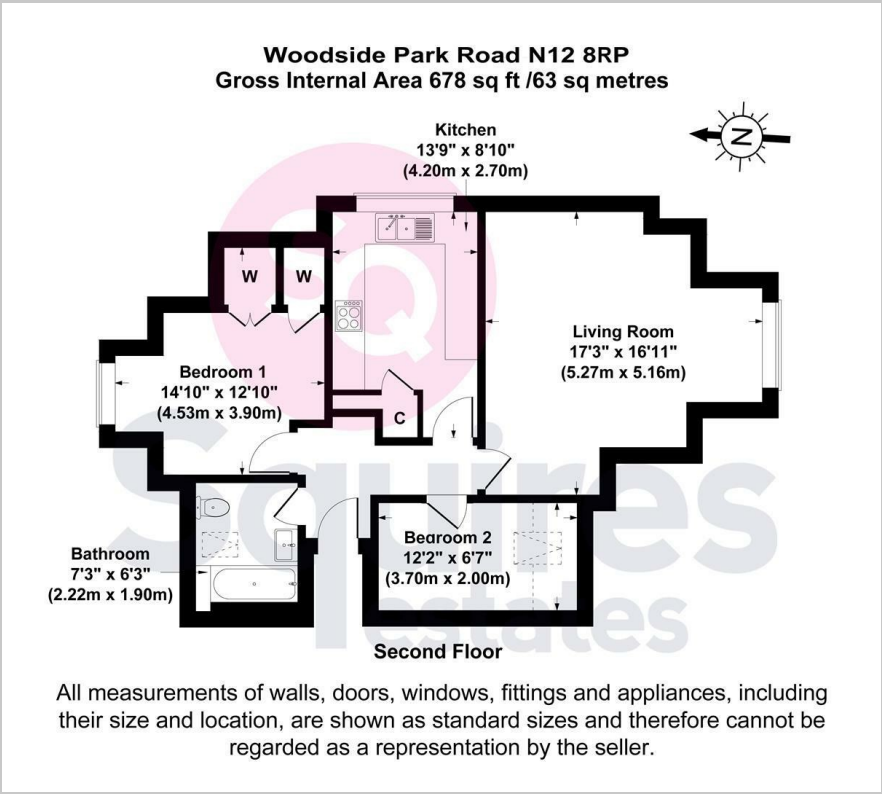 Woodside Park Road N12 8RP
Gross Internal Area 678 sq ft /63 sq metres
Kitchen
13'9" x 8'10"
(4.20m x 2.70m)
N
SQ
W
W
Living Room
17'3" x 16'11"
(5.27m x 5.16m)
Bedroom 1
14'10" x 12'10"
(4.53m x 3.90m)
C
Squires
estates
Bedroom 2
12'2" x 6'7"
(3.70m x 2.00m)
Bathroom
7'3" x 6'3"
(2.22m x 1.90m)
Second Floor
All measurements of walls, doors, windows, fittings and appliances, including
their size and location, are shown as standard sizes and therefore cannot be
regarded as a representation by the seller.